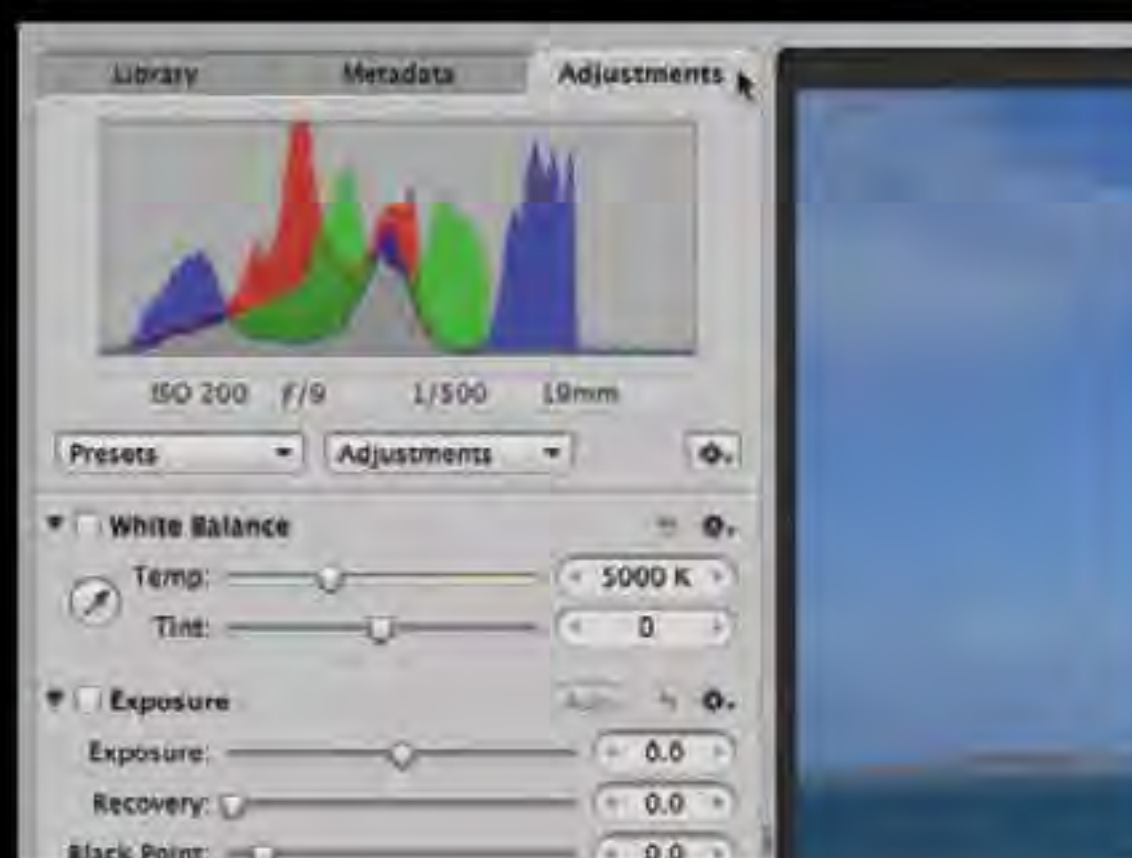 Library Metadata Adjustments
ISO 200 f/9 1/500 19mm
Presets Adjustments
White Balance
Temp: 5000 K
Tint: 0
Exposure
Exposure: 0.0
Recovery: 0.0
Black Point: 0.0